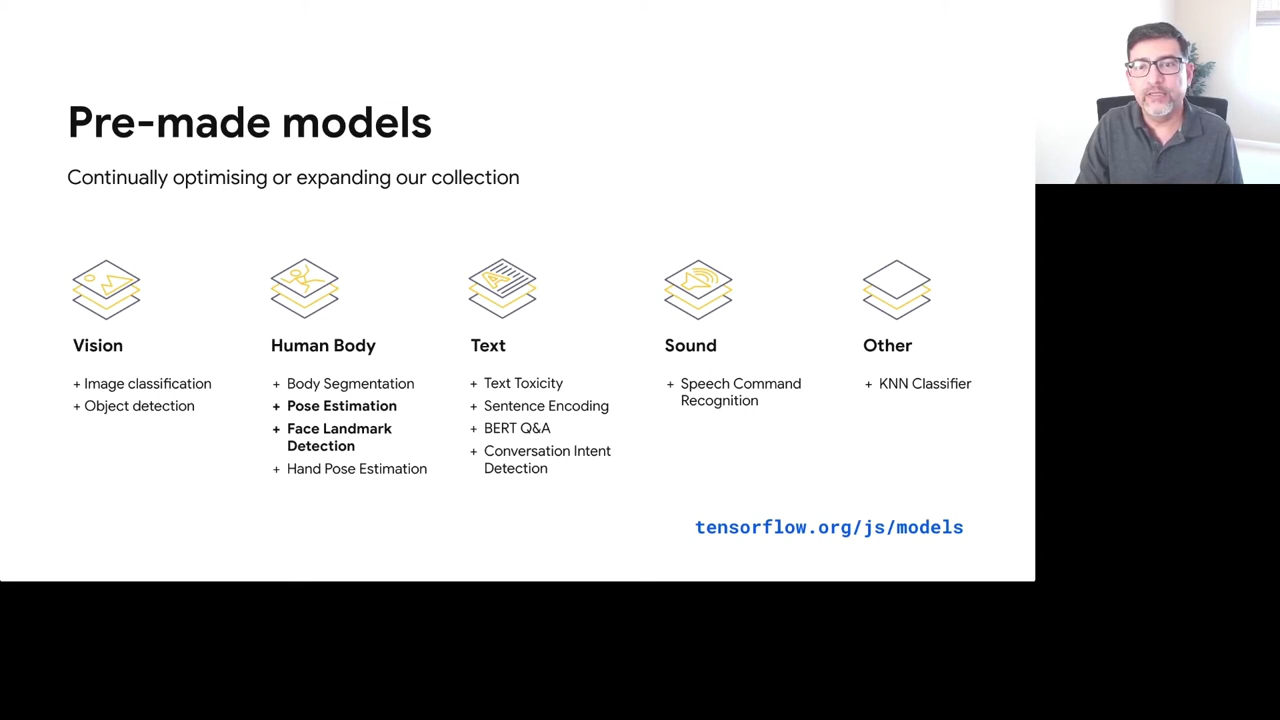 Pre-made models
Continually optimising or expanding our collection
Vision
+ Image classification
+ Object detection
Human Body
+ Body Segmentation
+ Pose Estimation
+ Face Landmark
Detection
+ Hand Pose Estimation
Text
+ Text Toxicity
+ Sentence Encoding
+ BERT Q&A
+ Conversation Intent
Detection
Sound
+ Speech Command
Recognition
Other
+ KNN Classifier
tensorflow.org/js/models